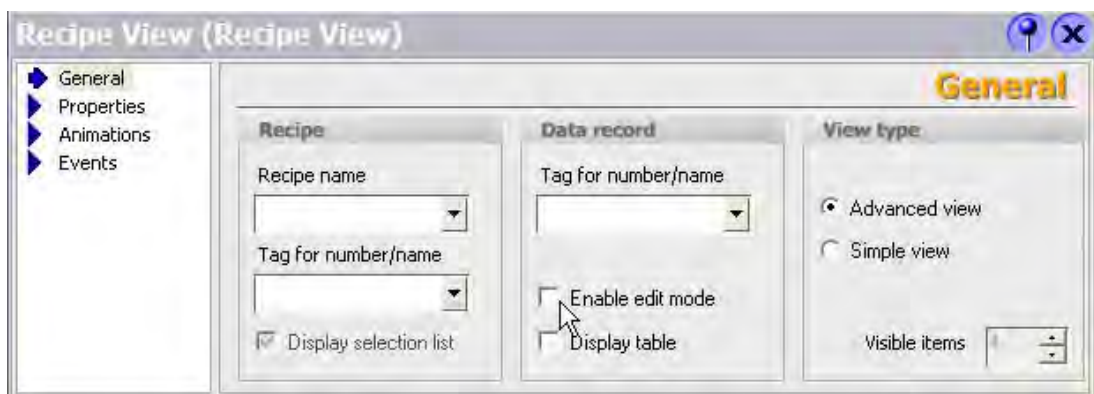 Recipe View (Recipe View)
General
Properties
Animations
Events
General
Recipe
Recipe name
Tag for number/name
Display selection list
Data record
Tag for number/name
Enable edit mode
Display table
View type
Advanced view
Simple view
Visible items